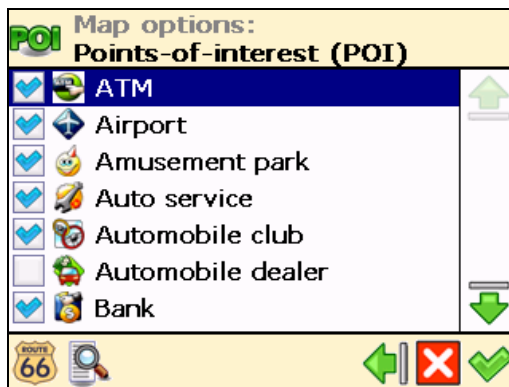 POI
Map options:
Points-of-interest (POI)
ATM
Airport
Amusement park
Auto service
Automobile club
Automobile dealer
Bank
ROUTE
66